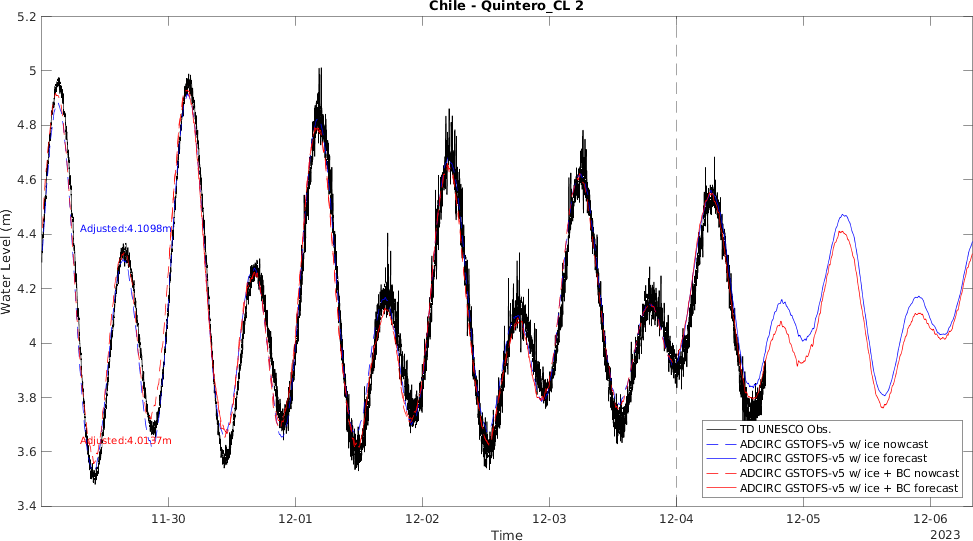 Chile - Quintero_CL 2
5.2
5
4.8
4.6
4.4
4.2
4
3.8
3.6
3.4
Water Level (m)
Adjusted:4.1098m
Adjusted:4.0137m
TD UNESCO Obs.
ADCIRC GSTOFS-v5 w/ ice nowcast
ADCIRC GSTOFS-v5 w/ ice forecast
ADCIRC GSTOFS-v5 w/ ice + BC nowcast
ADCIRC GSTOFS-v5 w/ ice + BC forecast
11-30 12-01 12-02 12-03 12-04 12-05 12-06
Time 2023